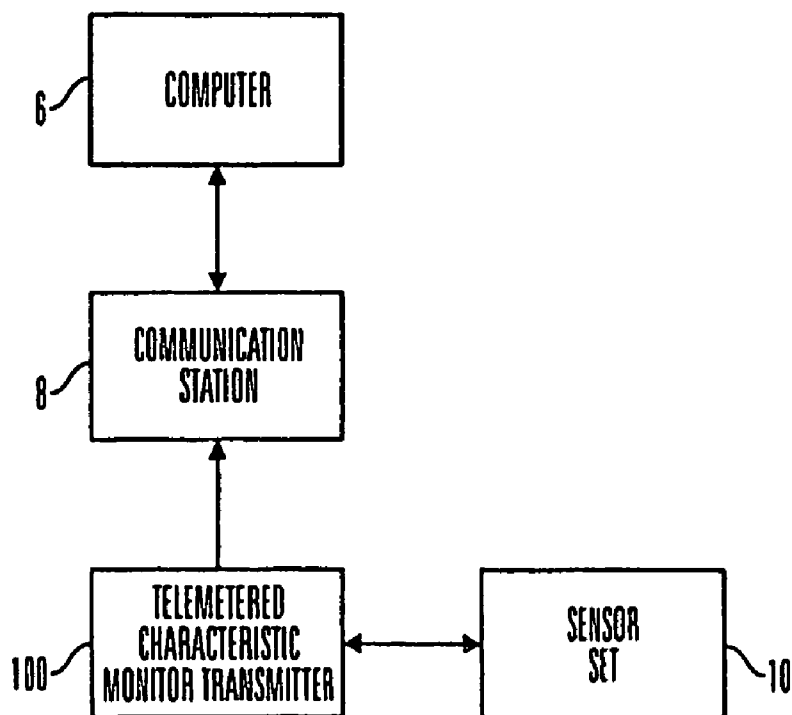 COMPUTER
6
COMMUNICATION
STATION
8
TELEMETERED
CHARACTERISTIC
MONITOR TRANSMITTER
100
SENSOR
SET
10